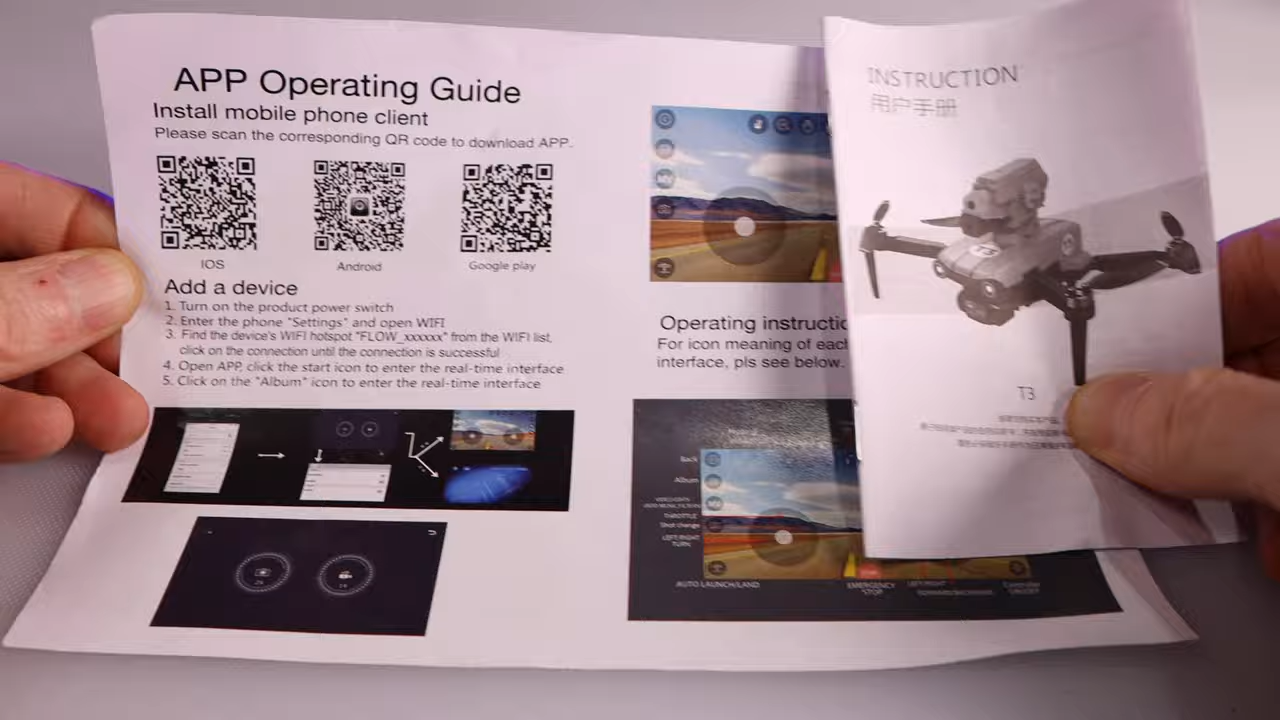 APP Operating Guide
Install mobile phone client
Please scan the corresponding QR code to download APP.
IOS
Android
Google play
Add a device
1. Turn on the product power switch
2. Enter the phone "Settings" and open WIFI
3. Find the device's WIFI hotspot "FLOW_xxxxxx" from the WIFI list,
click on the connection until the connection is successful
4. Open APP, click the start icon to enter the real-time interface
5. Click on the "Album" icon to enter the real-time interface
Operating instructio
For icon meaning of each
interface, pls see below.
Back
Album
THROTTLE
Shot change
LEFT/RIGHT
TURN
AUTO LAUNCH/LAND
EMERGENCY
STOP
INSTRUCTION
用户手册
T3
T3